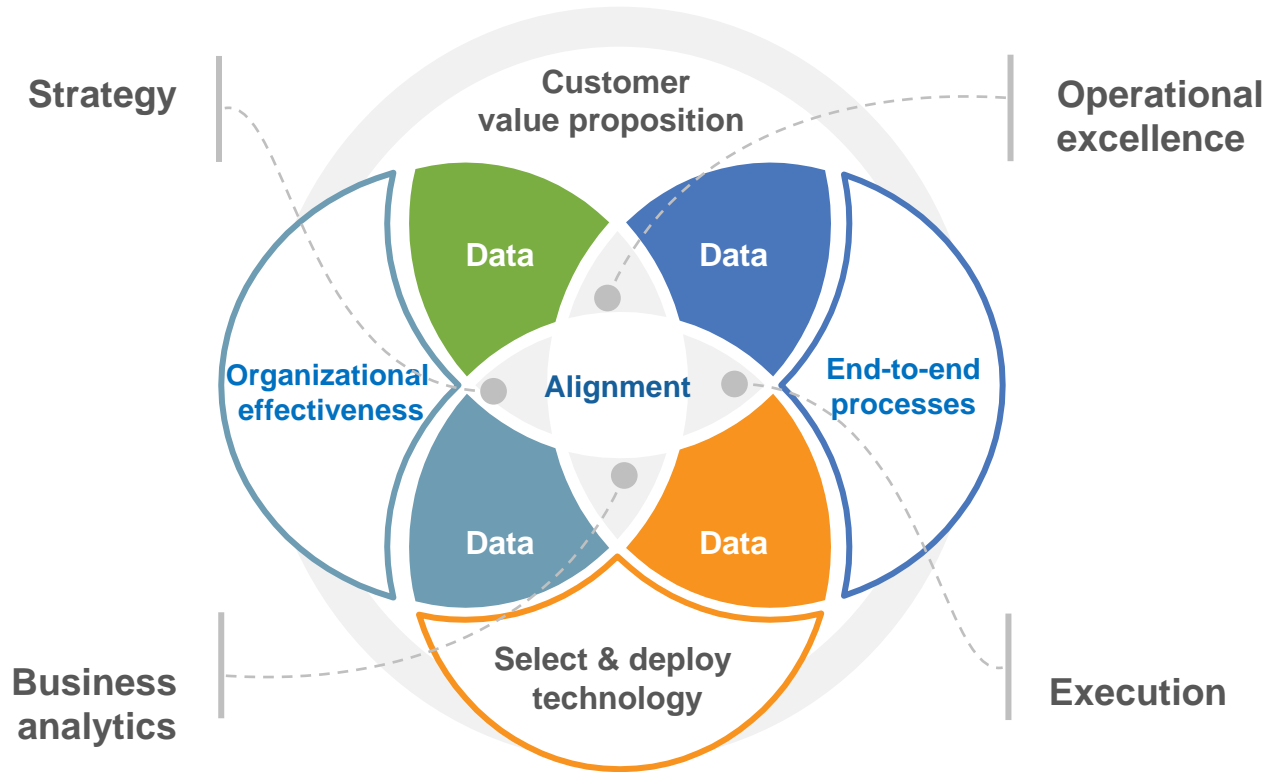 Strategy
Customer
value proposition
Operational
excellence
Data
Data
Organizational
effectiveness
Alignment
End-to-end
processes
Data
Data
Business
analytics
Select & deploy
technology
Execution